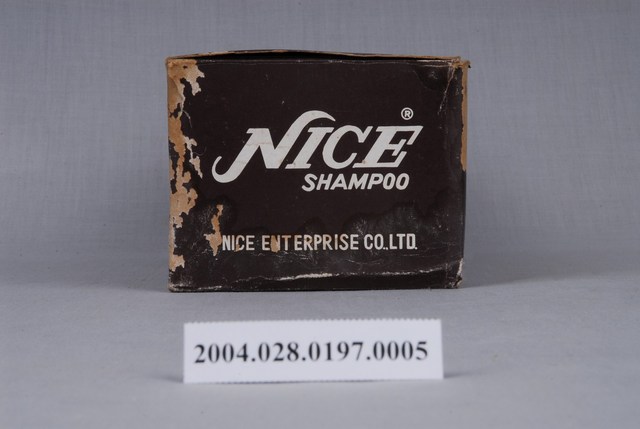 NICE®
SHAMPOO
NICE ENTERPRISE CO.,LTD.
2004.028.0197.0005